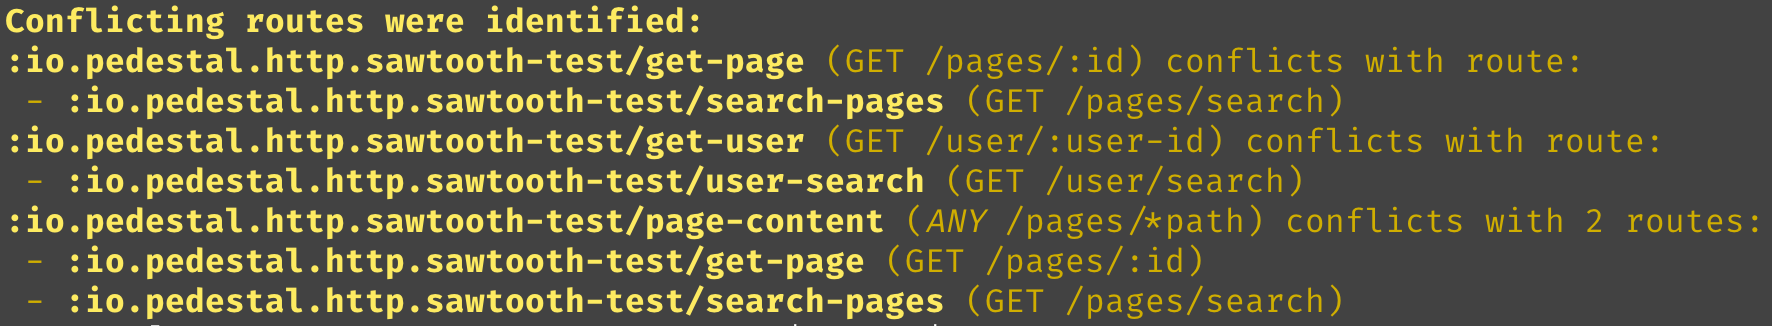 Conflicting routes were identified:
:io.pedestal.http.sawtooth-test/get-page (GET /pages/:id) conflicts with route:
- :io.pedestal.http.sawtooth-test/search-pages (GET /pages/search)
:io.pedestal.http.sawtooth-test/get-user (GET /user/:user-id) conflicts with route:
- :io.pedestal.http.sawtooth-test/user-search (GET /user/search)
:io.pedestal.http.sawtooth-test/page-content (ANY /pages/*path) conflicts with 2 routes:
- :io.pedestal.http.sawtooth-test/get-page (GET /pages/:id)
- :io.pedestal.http.sawtooth-test/search-pages (GET /pages/search)